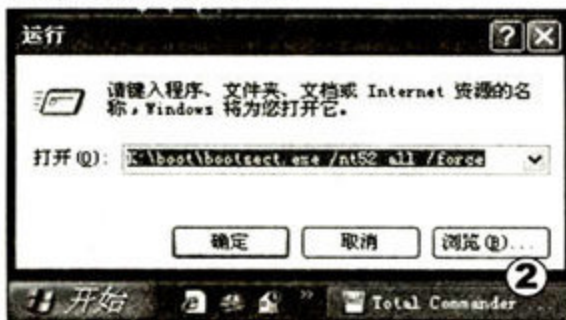 运行
请键入程序、文件夹、文档或 Internet 资源的名
称，Windows 将为您打开它。
打开(O):
\boot\bootsect.exe /nt52 all /force
确定
取消
浏览(B)...
2
开始
»
Total Commander